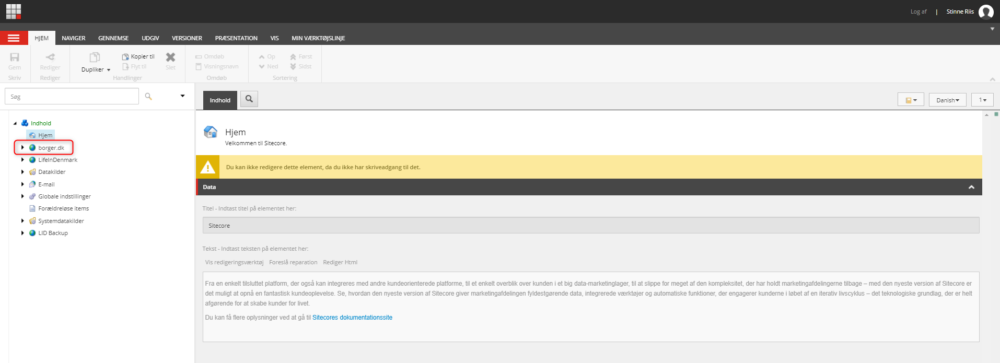 Log af | Stinne Riis
HJEM NAVIGER GENNEMSE UDGIV VERSIONER PRÆSENTATION VIS MIN VÆRKTØJSLINJE
Gem
Skriv
Rediger
Rediger
Dupliker
Kopier til
Flyt til
Slet
Handlinger
Omdøb
Visningsnavn
Omdøb
Op
Ned
Først
Sidst
Sortering
Søg
Indhold
Hjem
borger.dk
LifeInDenmark
Datakilder
E-mail
Globale indstillinger
Forældreløse items
Systemdatakilder
LID Backup
Indhold
Danish
1
Hjem
Velkommen til Sitecore.
Du kan ikke redigere dette element, da du ikke har skriveadgang til det.
Data
Titel - Indtast titel på elementet her:
Sitecore
Tekst - Indtast teksten på elementet her:
Vis redigeringsværktøj Foreslå reparation Rediger Html
Fra en enkelt tilsluttet platform, der også kan integreres med andre kundeorienterede platforme, til et enkelt overblik over kunden i et big data-marketinglager, til at slippe for meget af den kompleksitet, der har holdt marketingafdelingerne tilbage – med den nyeste version af Sitecore er
det muligt at opnå en fantastisk kundeoplevelse. Se, hvordan den nyeste version af Sitecore giver marketingafdelingen fyldestgørende data, integrerede værktøjer og automatiske funktioner, der engagerer kunderne i løbet af en iterativ livscyklus – det teknologiske grundlag, der er helt
afgørende for at skabe kunder for livet.
Du kan få flere oplysninger ved at gå til Sitecores dokumentationssite